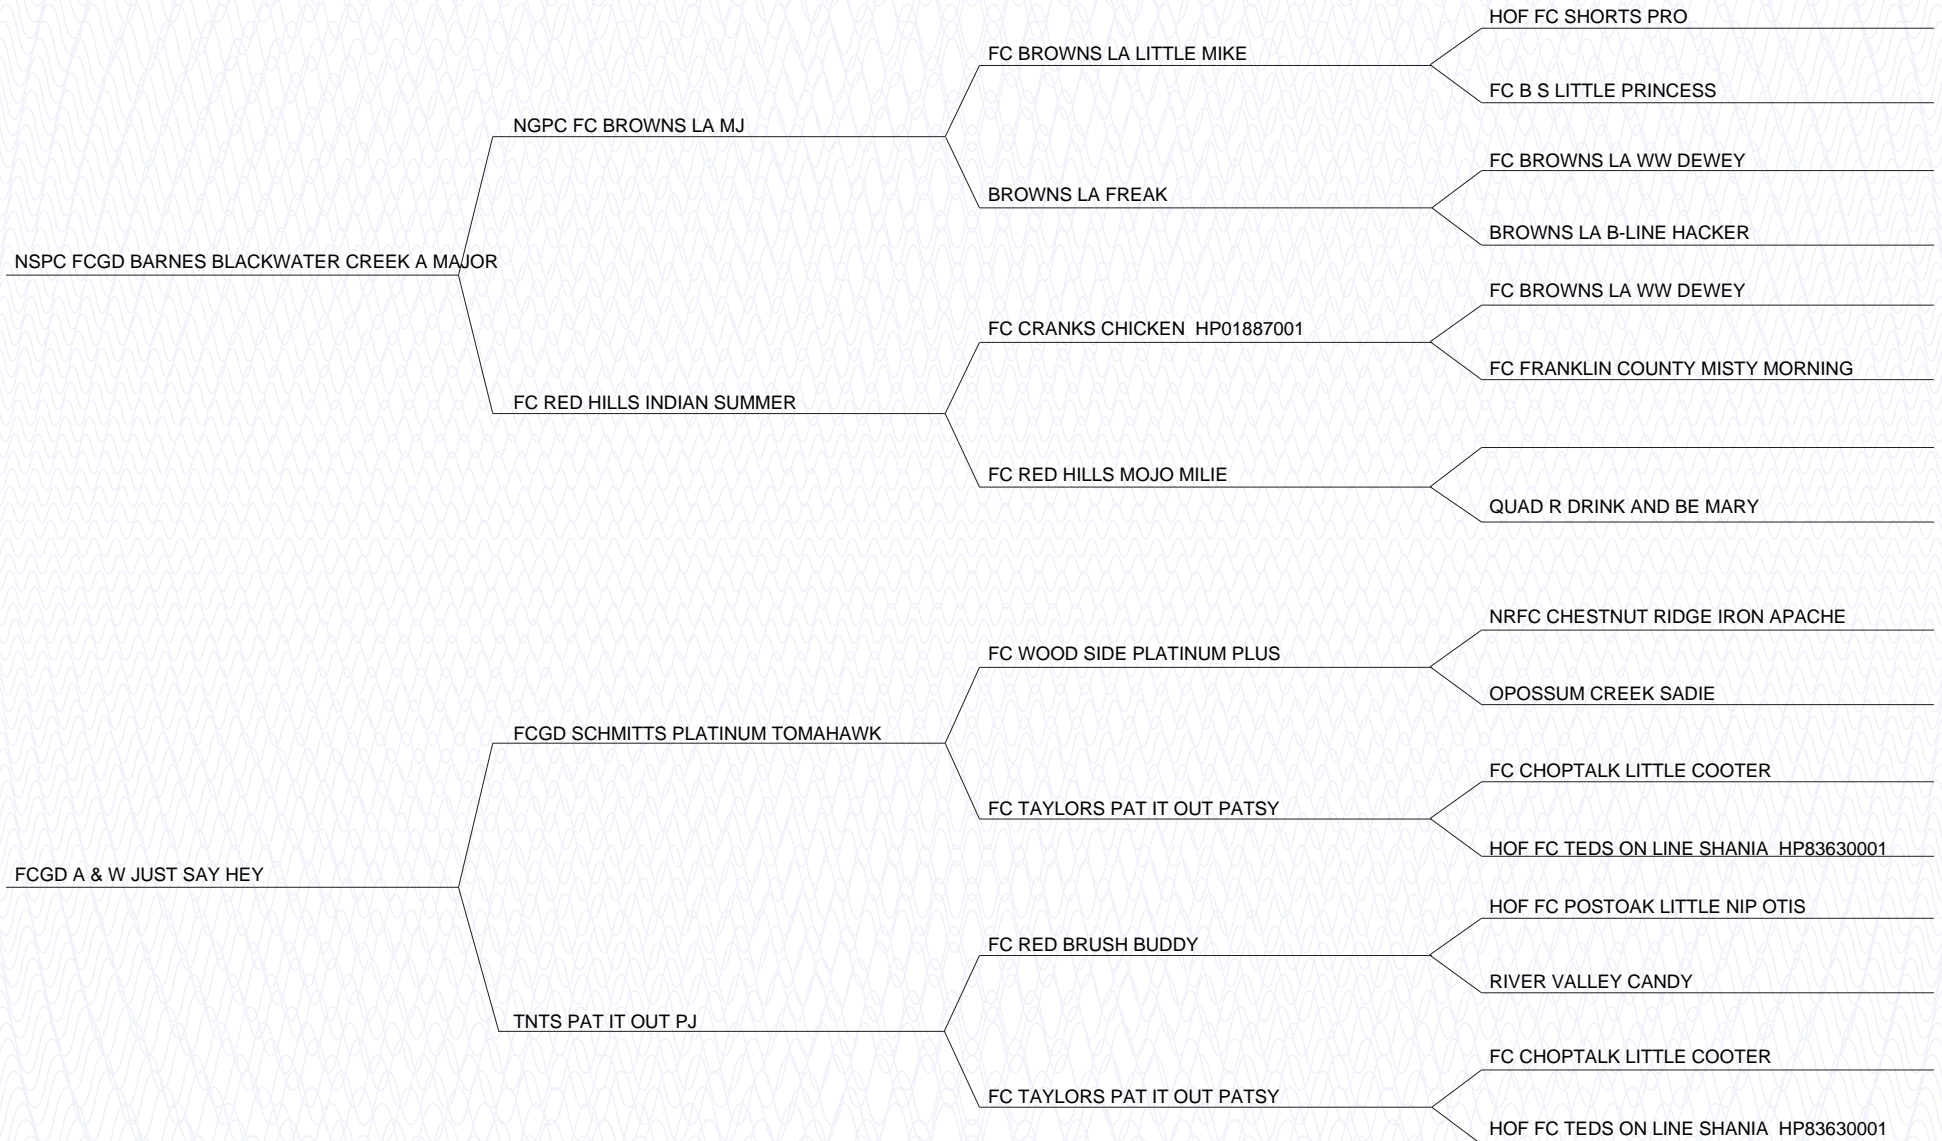 HOF FC SHORTS PRO
FC BROWNS LA LITTLE MIKE
FC B S LITTLE PRINCESS
NGPC FC BROWNS LA MJ
FC BROWNS LA WW DEWEY
BROWNS LA FREAK
BROWNS LA B-LINE HACKER
NSPC FCGD BARNES BLACKWATER CREEK A MAJOR
FC BROWNS LA WW DEWEY
FC CRANKS CHICKEN  HP01887001
FC FRANKLIN COUNTY MISTY MORNING
FC RED HILLS INDIAN SUMMER
FC RED HILLS MOJO MILIE
QUAD R DRINK AND BE MARY
NRFC CHESTNUT RIDGE IRON APACHE
FC WOOD SIDE PLATINUM PLUS
OPOSSUM CREEK SADIE
FCGD SCHMITTS PLATINUM TOMAHAWK
FC CHOPTALK LITTLE COOTER
FC TAYLORS PAT IT OUT PATSY
HOF FC TEDS ON LINE SHANIA  HP83630001
FCGD A & W JUST SAY HEY
HOF FC POSTOAK LITTLE NIP OTIS
FC RED BRUSH BUDDY
RIVER VALLEY CANDY
TNTS PAT IT OUT PJ
FC CHOPTALK LITTLE COOTER
FC TAYLORS PAT IT OUT PATSY
HOF FC TEDS ON LINE SHANIA  HP83630001